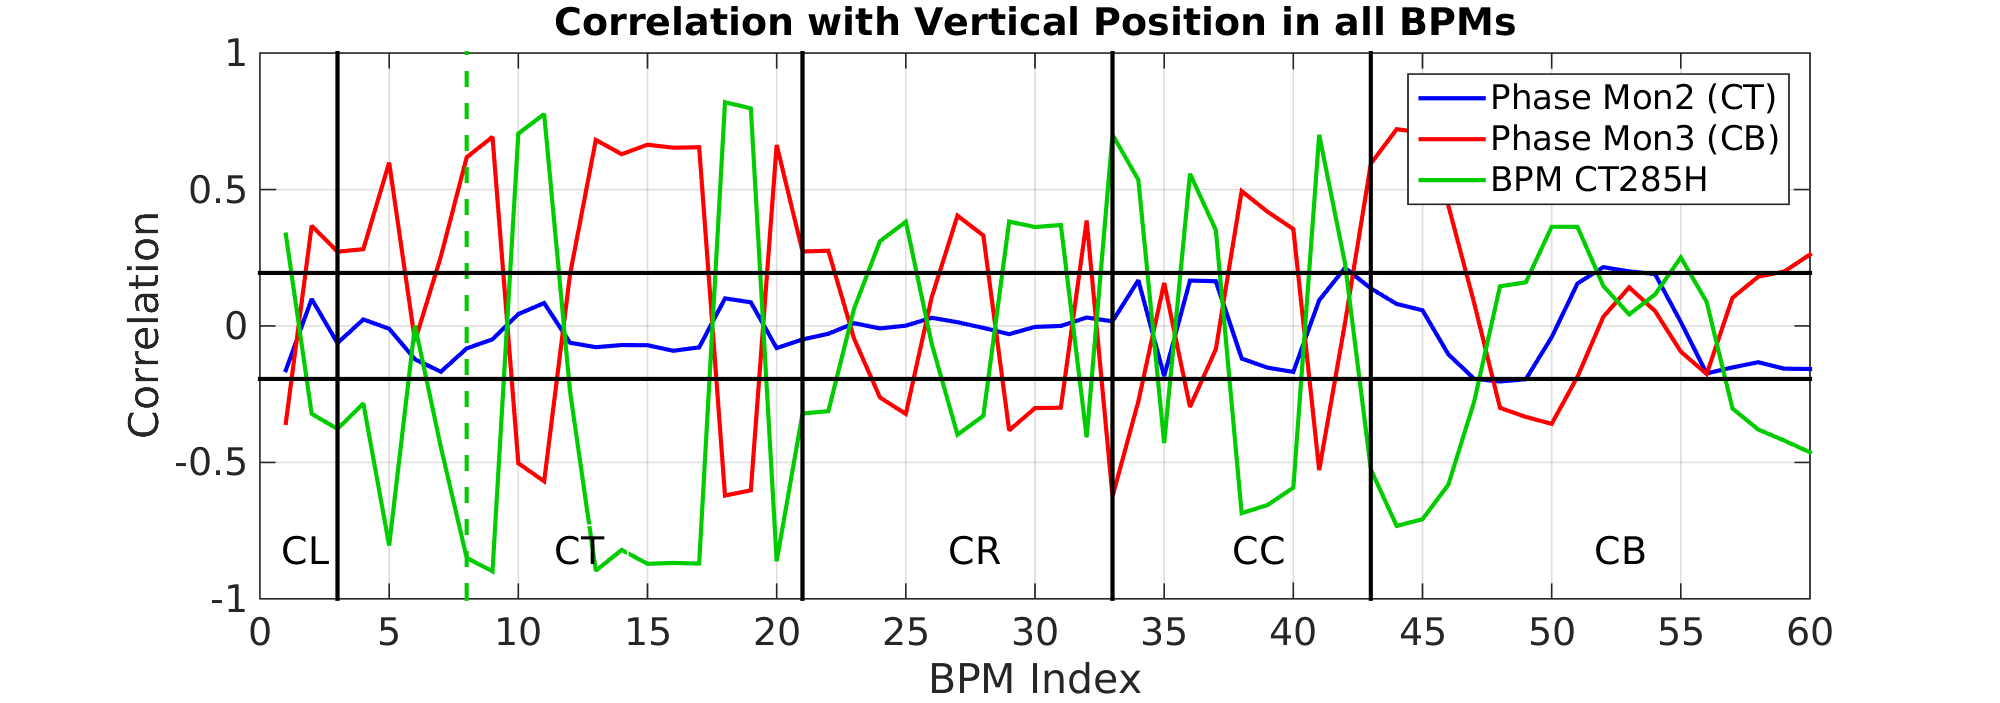 Correlation with Vertical Position in all BPMs
1
0.5
0
-0.5
-1
Correlation
Phase Mon2 (CT)
Phase Mon3 (CB)
BPM CT285H
CL CT CR CC CB
0 5 10 15 20 25 30 35 40 45 50 55 60
BPM Index